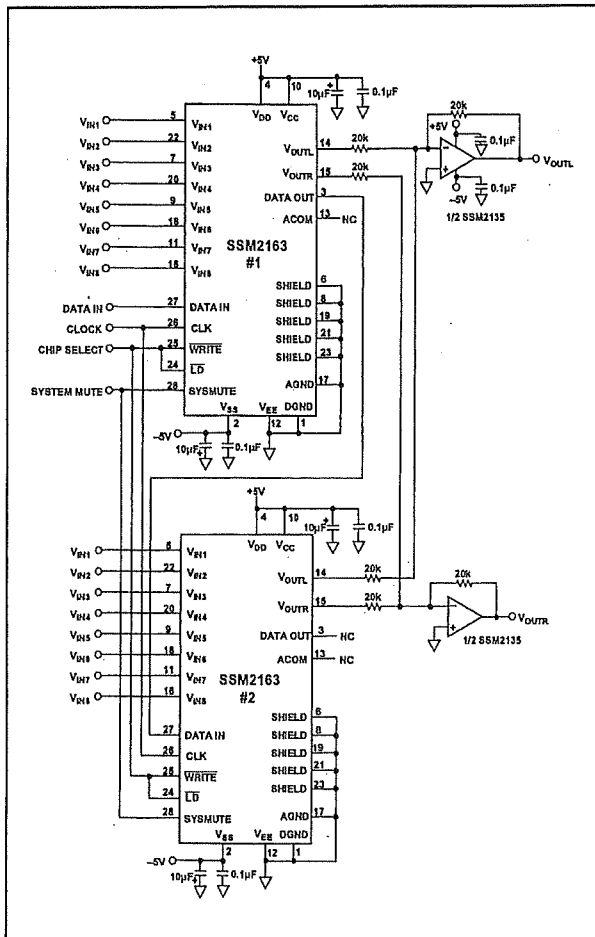 +5V
10µF
0.1µF
4
10
VDD
VCC
VIN1 5 VIN1
VIN2 22 VIN2
VIN3 7 VIN3
VIN4 20 VIN4
VIN5 9 VIN5
VIN6 18 VIN6
VIN7 11 VIN7
VIN8 16 VIN8
SSM2163
#1
VOUTL 14 20k
VOUTR 15 20k
DATA OUT 3
ACOM 13 NC
20k
+5V
0.1µF
VOUTL
0.1µF
–5V
1/2 SSM2135
SHIELD 6
SHIELD 8
SHIELD 19
SHIELD 21
SHIELD 23
AGND 17
DATA IN 27 DATA IN
CLOCK 26 CLK
CHIP SELECT 25 WRITE
24 LD
SYSTEM MUTE 28 SYSMUTE
VSS
VEE
DGND
2
12
1
–5V
10µF
0.1µF
+5V
10µF
0.1µF
4
10
VDD
VCC
VIN1 5 VIN1
VIN2 22 VIN2
VIN3 7 VIN3
VIN4 20 VIN4
VIN5 9 VIN5
VIN6 18 VIN6
VIN7 11 VIN7
VIN8 16 VIN8
SSM2163
#2
VOUTL 14 20k
VOUTR 15 20k
DATA OUT 3 NC
ACOM 13 NC
20k
VOUTR
1/2 SSM2135
SHIELD 6
SHIELD 8
SHIELD 19
SHIELD 21
SHIELD 23
AGND 17
27 DATA IN
26 CLK
25 WRITE
24 LD
28 SYSMUTE
VSS
VEE
DGND
2
12
1
–5V
10µF
0.1µF